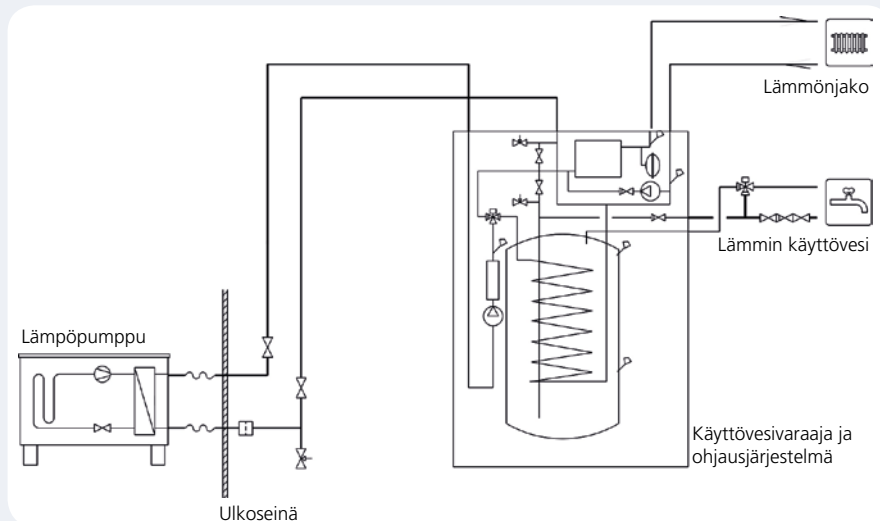 Lämmönjako
Lämmin käyttövesi
Lämpöpumppu
Käyttövesivaraaja ja
ohjausjärjestelmä
Ulkoseinä